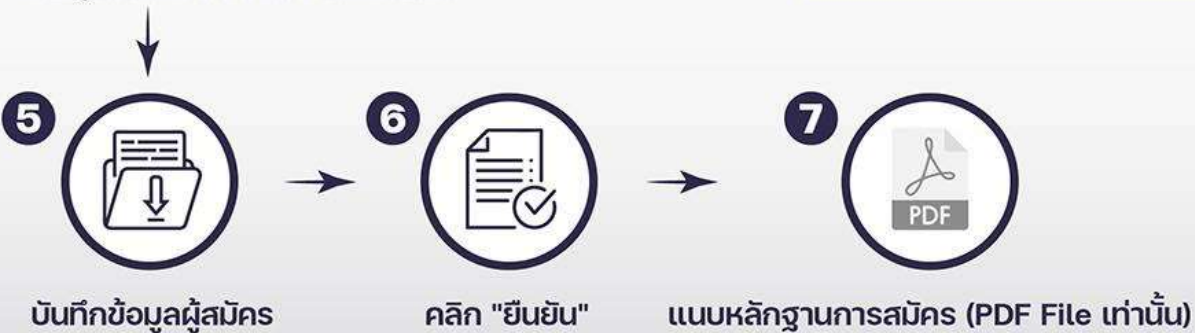 5
6
7
PDF
บันทึกข้อมูลผู้สมัคร
คลิก "ยืนยัน"
แนบหลักฐานการสมัคร (PDF File เท่านั้น)